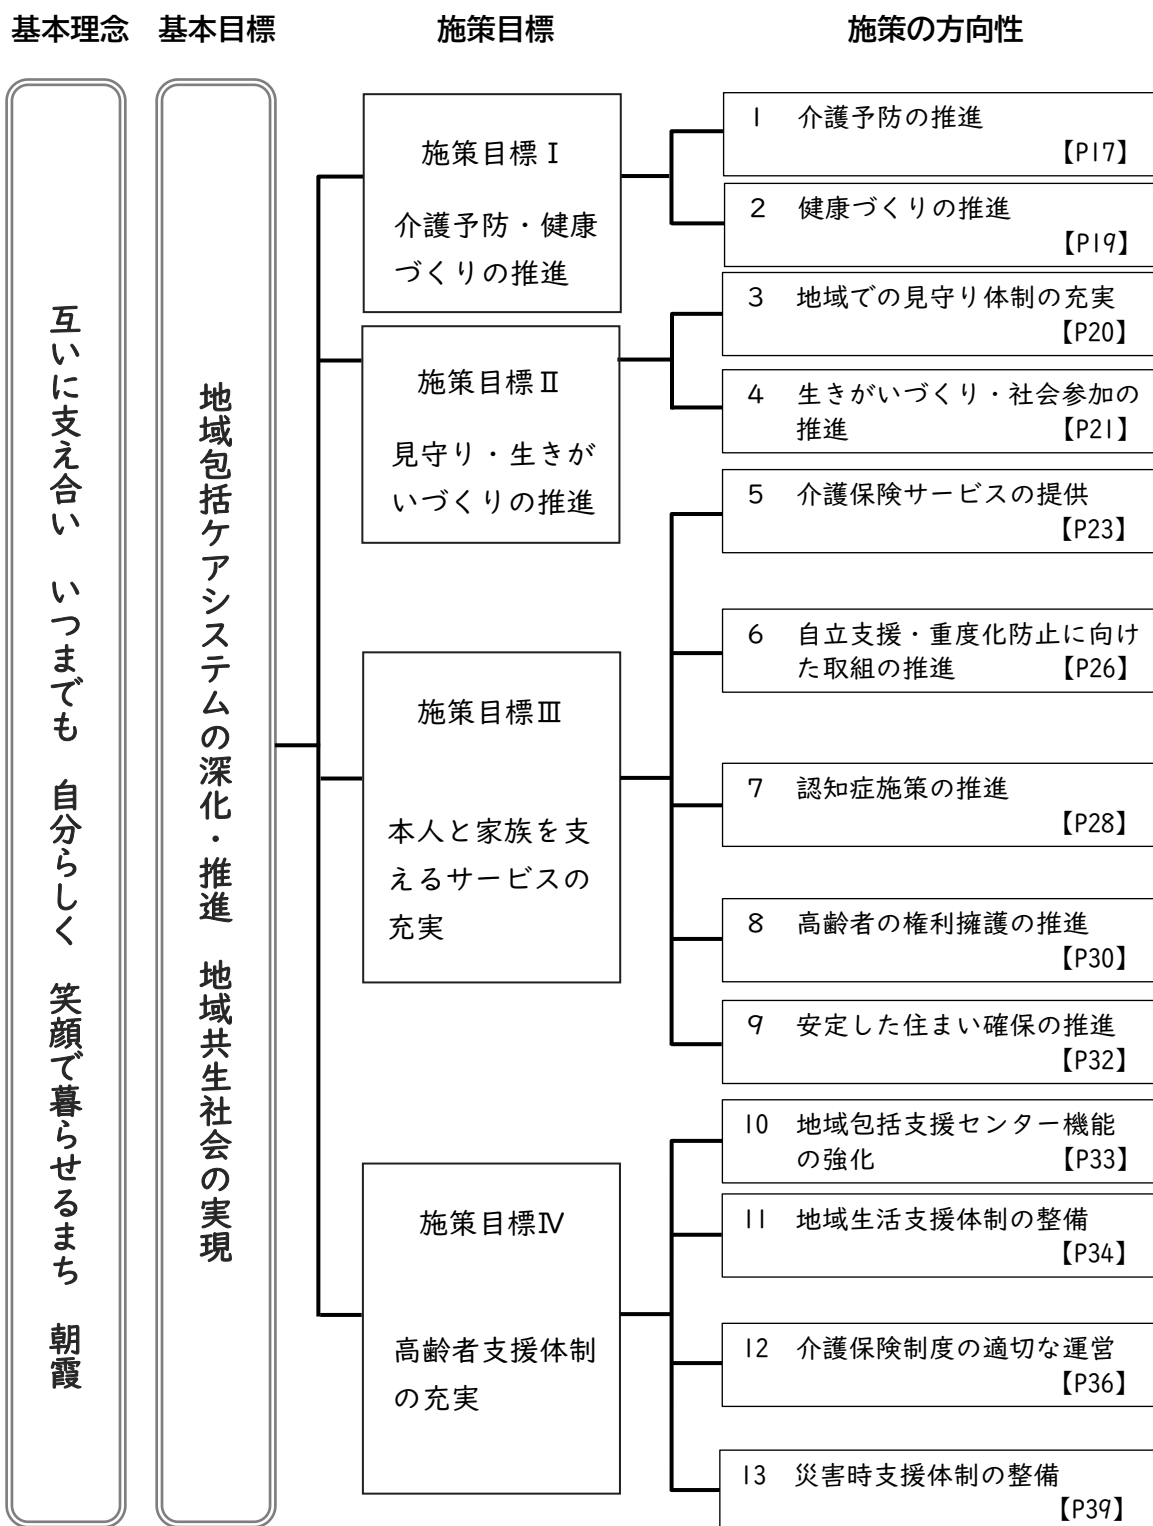 基本理念 基本目標 施策目標 施策の方向性
互いに支え合い　いつまでも　自分らしく　笑顔で暮らせるまち　朝霞
地域包括ケアシステムの深化・推進　地域共生社会の実現
施策目標Ⅰ
介護予防・健康
づくりの推進
1 介護予防の推進
【P17】
2 健康づくりの推進
【P19】
施策目標Ⅱ
見守り・生きが
いづくりの推進
3 地域での見守り体制の充実
【P20】
4 生きがいづくり・社会参加の
推進 【P21】
施策目標Ⅲ
本人と家族を支
えるサービスの
充実
5 介護保険サービスの提供
【P23】
6 自立支援・重度化防止に向け
た取組の推進 【P26】
7 認知症施策の推進
【P28】
8 高齢者の権利擁護の推進
【P30】
9 安定した住まい確保の推進
【P32】
施策目標Ⅳ
高齢者支援体制
の充実
10 地域包括支援センター機能
の強化 【P33】
11 地域生活支援体制の整備
【P34】
12 介護保険制度の適切な運営
【P36】
13 災害時支援体制の整備
【P39】